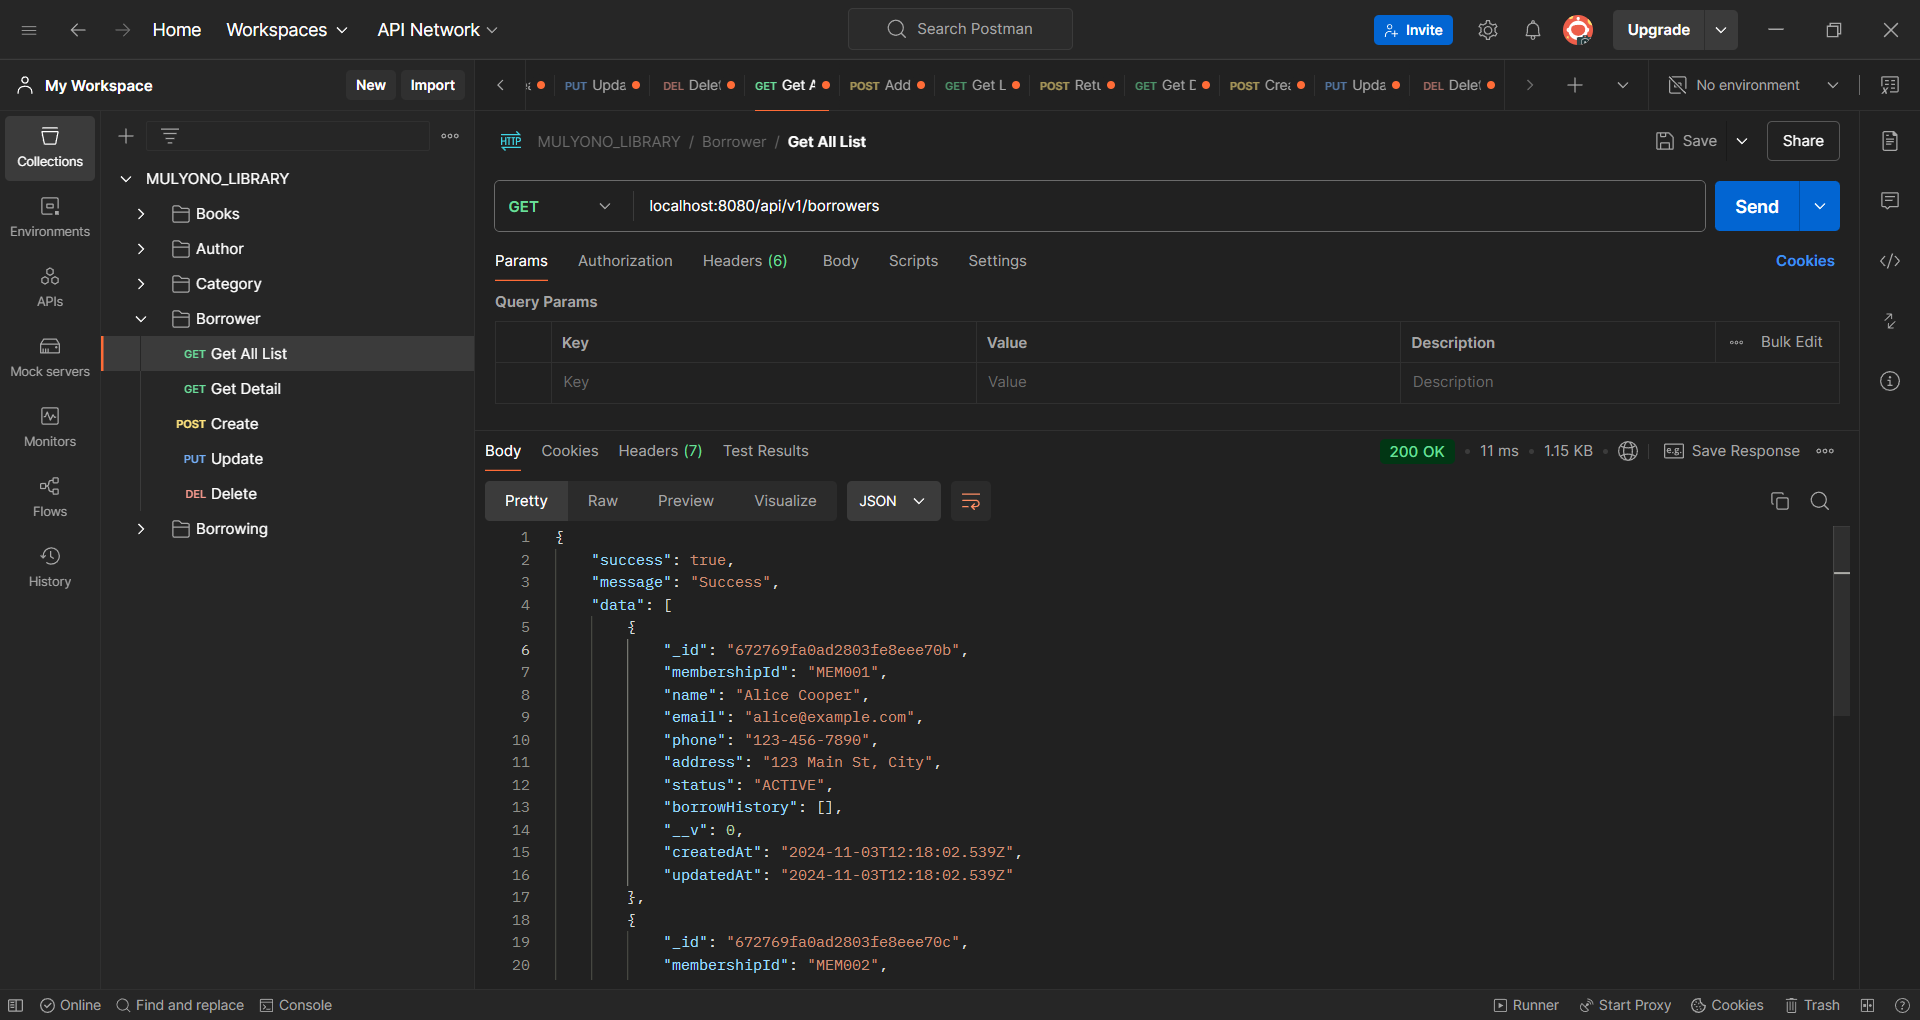 Home Workspaces API Network Search Postman Invite Upgrade
My Workspace New Import
PUT Upda DEL Delet GET Get A POST Add GET Get L POST Retu GET Get D POST Crea PUT Upda DEL Delet No environment
Collections
Environments
APIs
Mock servers
Monitors
Flows
History
MULYONO_LIBRARY
Books
Author
Category
Borrower
GET Get All List
GET Get Detail
POST Create
PUT Update
DEL Delete
Borrowing
HTTP MULYONO_LIBRARY / Borrower / Get All List Save Share
GET localhost:8080/api/v1/borrowers Send
Params Authorization Headers (6) Body Scripts Settings Cookies
Query Params
Key Value Description Bulk Edit
Key Value Description
Body Cookies Headers (7) Test Results 200 OK • 11 ms • 1.15 KB • e.g. Save Response
Pretty Raw Preview Visualize JSON
1 {
2 "success": true,
3 "message": "Success",
4 "data": [
5 {
6 "_id": "672769fa0ad2803fe8eee70b",
7 "membershipId": "MEM001",
8 "name": "Alice Cooper",
9 "email": "alice@example.com",
10 "phone": "123-456-7890",
11 "address": "123 Main St, City",
12 "status": "ACTIVE",
13 "borrowHistory": [],
14 "__v": 0,
15 "createdAt": "2024-11-03T12:18:02.539Z",
16 "updatedAt": "2024-11-03T12:18:02.539Z"
17 },
18 {
19 "_id": "672769fa0ad2803fe8eee70c",
20 "membershipId": "MEM002",
Online Find and replace Console Runner Start Proxy Cookies Trash